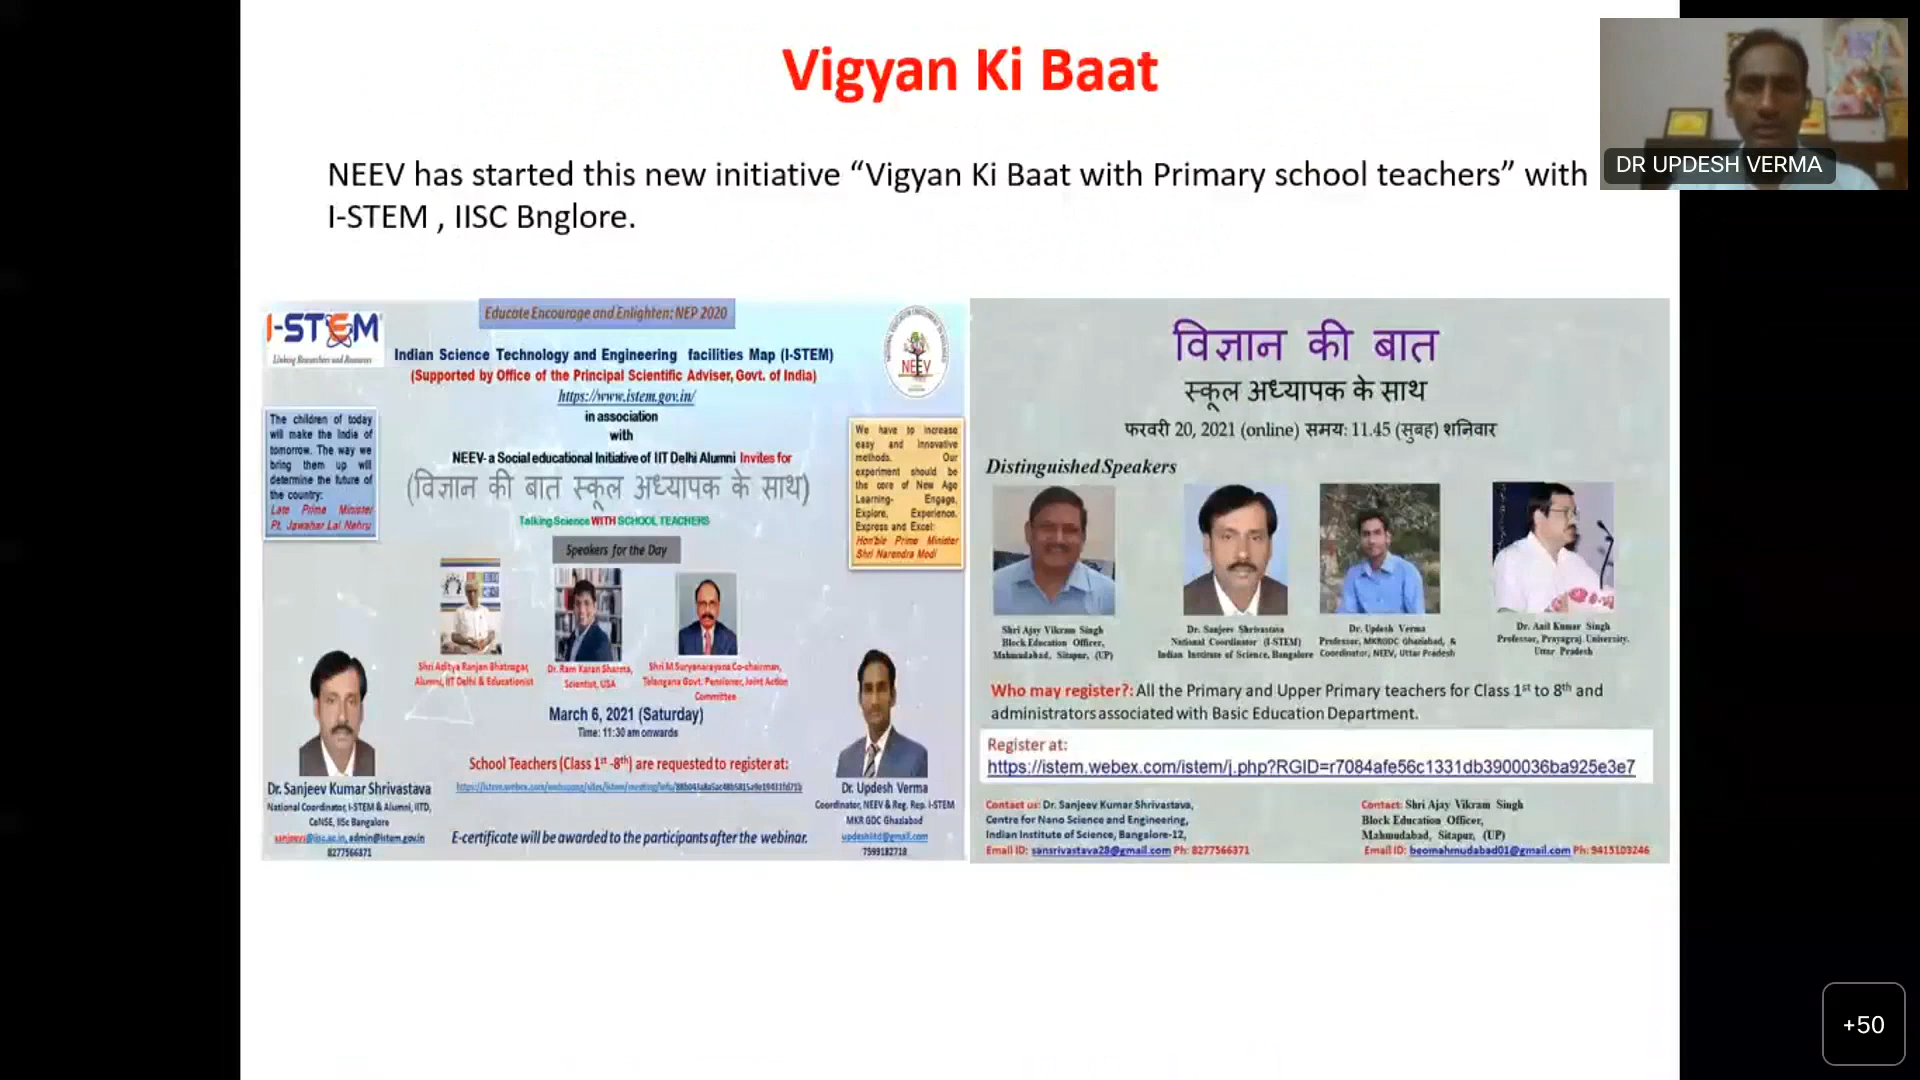 Vigyan Ki Baat
NEEV has started this new initiative “Vigyan Ki Baat with Primary school teachers” with
I-STEM , IISC Bnglore.
DR UPDESH VERMA
I-STEM
Linking Researchers and Resources
Educate Encourage and Enlighten: NEP 2020
Indian Science Technology and Engineering facilities Map (I-STEM)
(Supported by Office of the Principal Scientific Adviser, Govt. of India)
https://www.istem.gov.in/
in association
with
NEEV- a Social educational Initiative of IIT Delhi Alumni Invites for
(विज्ञान की बात स्कूल अध्यापक के साथ)
Talking Science WITH SCHOOL TEACHERS
NEEV
The children of today
will make the India of
tomorrow. The way we
bring them up will
determine the future of
the country:
Late Prime Minister
Pt. Jawahar Lal Nehru
We have to increase
easy and innovative
methods. Our
experiment should be
the core of New Age
Learning- Engage,
Explore, Experience,
Express and Excel:
Hon'ble Prime Minister
Shri Narendra Modi
Speakers for the Day
Shri Aditya Ranjan Bhatnagar,
Alumni, IIT Delhi & Educationist
Dr. Ram Karan Sharma,
Scientist, USA
Shri M Suryanarayana Co-chairman,
Telangana Govt. Pensioner, Joint Action
Committee
March 6, 2021 (Saturday)
Time: 11:30 am onwards
School Teachers (Class 1st -8th) are requested to register at:
E-certificate will be awarded to the participants after the webinar.
Dr. Sanjeev Kumar Shrivastava
National Coordinator, I-STEM & Alumni, IITD,
CeNSE, IISc Bangalore
sanjeevs@iisc.ac.in, admin@istem.gov.in
8277566371
Dr. Updesh Verma
Coordinator, NEEV & Reg. Rep. I-STEM
MKR GDC Ghaziabad
updeshiitd@gmail.com
7599182718
विज्ञान की बात
स्कूल अध्यापक के साथ
फरवरी 20, 2021 (online) समय: 11.45 (सुबह) शनिवार
Distinguished Speakers
Shri Ajay Vikram Singh
Block Education Officer,
Mahmudabad, Sitapur, (UP)
Dr. Sanjeev Shrivastava
National Coordinator (I-STEM)
Indian Institute of Science, Bangalore
Dr. Updesh Verma
Professor, MKRGDC Ghaziabad, &
Coordinator, NEEV, Uttar Pradesh
Dr. Anil Kumar Singh
Professor, Prayagraj University.
Uttar Pradesh
Who may register?: All the Primary and Upper Primary teachers for Class 1st to 8th and
administrators associated with Basic Education Department.
Register at:
https://istem.webex.com/istem/j.php?RGID=r7084afe56c1331db3900036ba925e3e7
Contact us: Dr. Sanjeev Kumar Shrivastava,
Centre for Nano Science and Engineering,
Indian Institute of Science, Bangalore-12,
Email ID: sansrivastava28@gmail.com Ph: 8277566371
Contact: Shri Ajay Vikram Singh
Block Education Officer,
Mahmudabad, Sitapur, (UP)
Email ID: beomahmudabad01@gmail.com Ph: 9415103246
+50